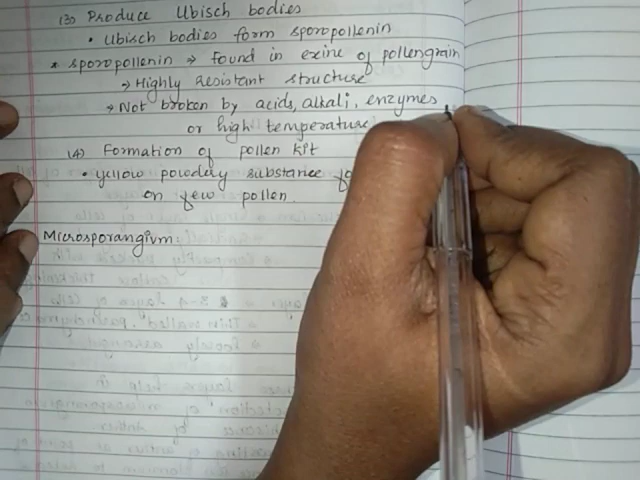 (3) Produce Ubisch bodies
• Ubisch bodies form sporopollenin
* Sporopollenin → found in exine of pollengrain
→ Highly resistant structure
→ Not broken by acids, alkali, enzymes
or high temperature
(4) Formation of pollen kit
• yellow powdery substance
on few pollen
Microsporangium: